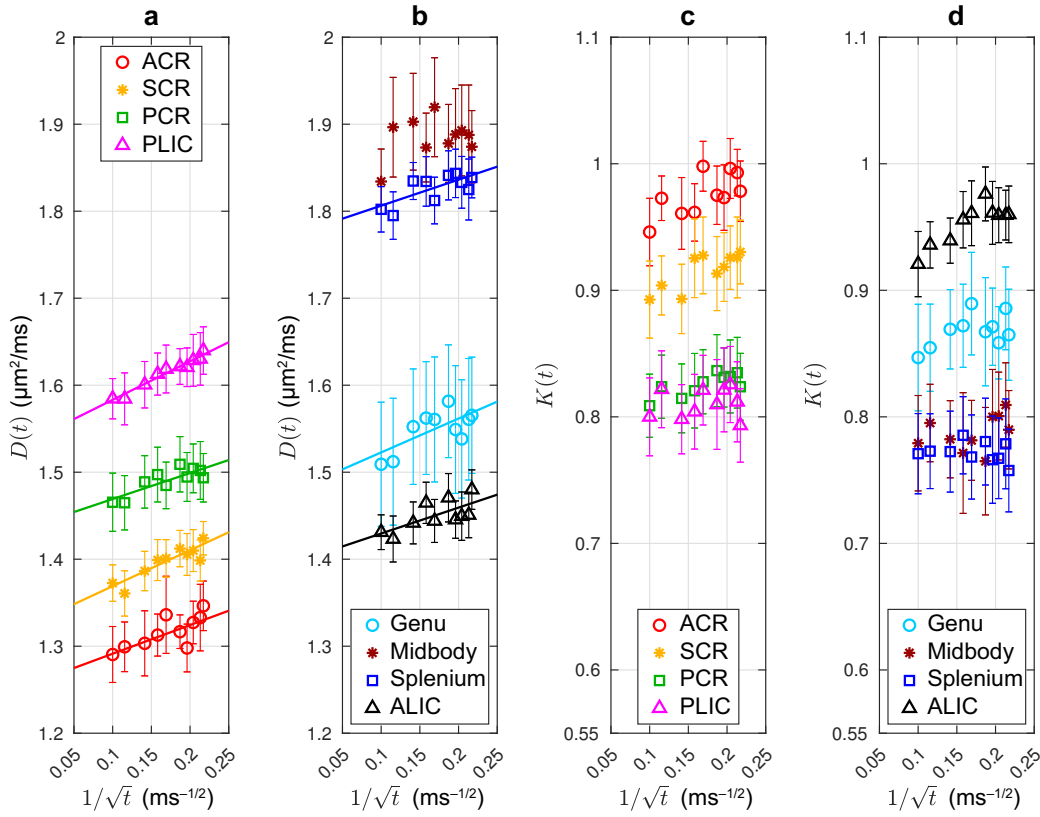 a
2
1.9
1.8
1.7
1.6
1.5
1.4
1.3
1.2
D(t) (μm²/ms)
ACR
SCR
PCR
PLIC
0.05
0.1
0.15
0.2
0.25
1/√t (ms⁻¹/²)
b
2
1.9
1.8
1.7
1.6
1.5
1.4
1.3
1.2
D(t) (μm²/ms)
Genu
Midbody
Splenium
ALIC
0.05
0.1
0.15
0.2
0.25
1/√t (ms⁻¹/²)
c
1.1
1
0.9
0.8
0.7
0.6
0.55
K(t)
ACR
SCR
PCR
PLIC
0.05
0.1
0.15
0.2
0.25
1/√t (ms⁻¹/²)
d
1.1
1
0.9
0.8
0.7
0.6
0.55
K(t)
Genu
Midbody
Splenium
ALIC
0.05
0.1
0.15
0.2
0.25
1/√t (ms⁻¹/²)